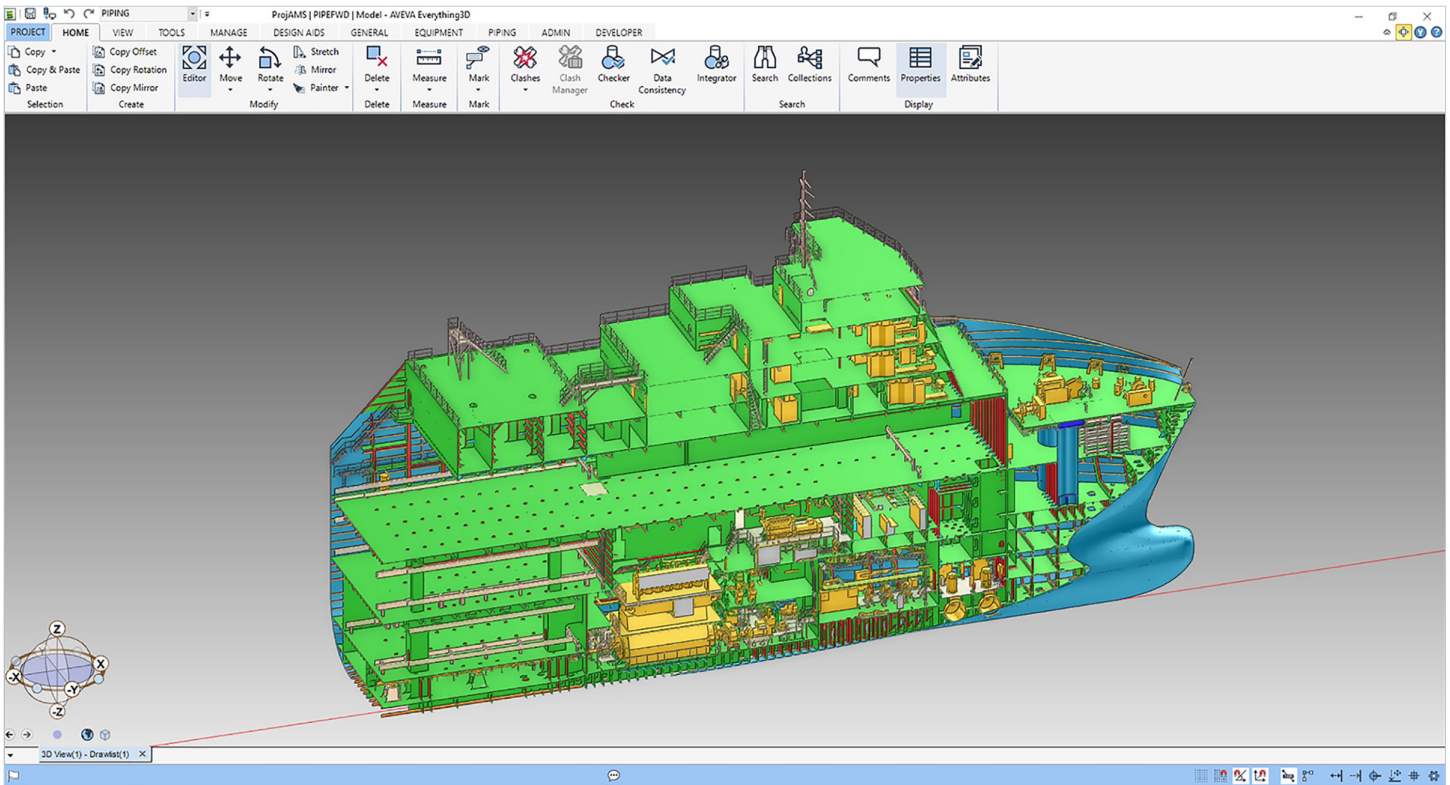 PIPING
ProjAMS | PIPEFWD | Model - AVEVA Everything3D
PROJECT HOME VIEW TOOLS MANAGE DESIGN AIDS GENERAL EQUIPMENT PIPING ADMIN DEVELOPER
Copy Copy Offset Stretch
Copy & Paste Copy Rotation Mirror
Paste Copy Mirror Painter
Editor Move Rotate Delete Measure Mark Clashes Clash Manager Checker Data Consistency Integrator Search Collections Comments Properties Attributes
Selection Create Modify Delete Measure Mark Check Search Display
Z
X
-X
-Y
-Z
3D View(1) - Drawlist(1)